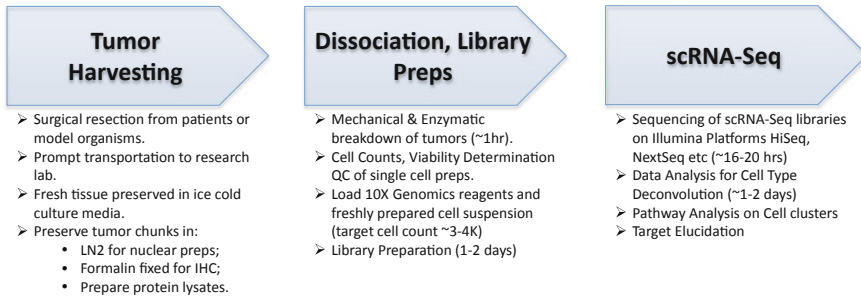 Tumor
Harvesting
➢ Surgical resection from patients or
model organisms.
➢ Prompt transportation to research
lab.
➢ Fresh tissue preserved in ice cold
culture media.
➢ Preserve tumor chunks in:
• LN2 for nuclear preps;
• Formalin fixed for IHC;
• Prepare protein lysates.
Dissociation, Library
Preps
➢ Mechanical & Enzymatic
breakdown of tumors (~1hr).
➢ Cell Counts, Viability Determination
QC of single cell preps.
➢ Load 10X Genomics reagents and
freshly prepared cell suspension
(target cell count ~3-4K)
➢ Library Preparation (1-2 days)
scRNA-Seq
➢ Sequencing of scRNA-Seq libraries
on Illumina Platforms HiSeq,
NextSeq etc (~16-20 hrs)
➢ Data Analysis for Cell Type
Deconvolution (~1-2 days)
➢ Pathway Analysis on Cell clusters
➢ Target Elucidation